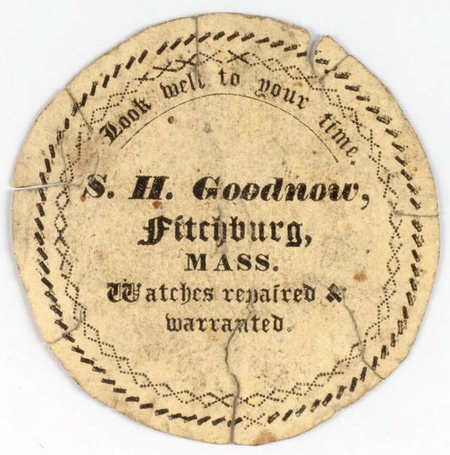 Look well to your time.
S. H. Goodnow,
Fitchburg,
MASS.
Watches repaired &
warranted.